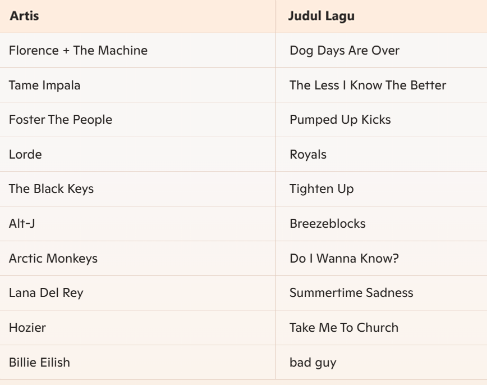 Artis Judul Lagu
Florence + The Machine Dog Days Are Over
Tame Impala The Less I Know The Better
Foster The People Pumped Up Kicks
Lorde Royals
The Black Keys Tighten Up
Alt-J Breezeblocks
Arctic Monkeys Do I Wanna Know?
Lana Del Rey Summertime Sadness
Hozier Take Me To Church
Billie Eilish bad guy